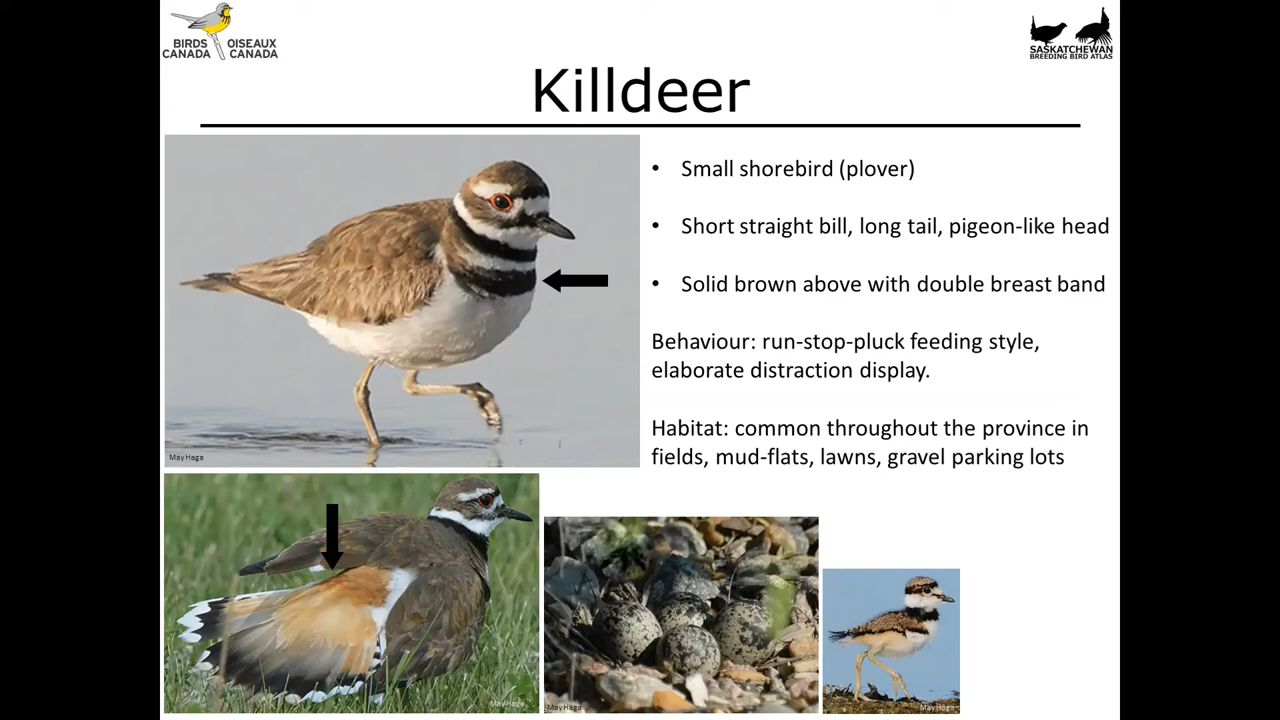 BIRDS CANADA
OISEAUX CANADA
SASKATCHEWAN
BREEDING BIRD ATLAS
Killdeer
• Small shorebird (plover)
• Short straight bill, long tail, pigeon-like head
• Solid brown above with double breast band
Behaviour: run-stop-pluck feeding style,
elaborate distraction display.
Habitat: common throughout the province in
fields, mud-flats, lawns, gravel parking lots
May Haga
May Haga
May Haga
May Haga